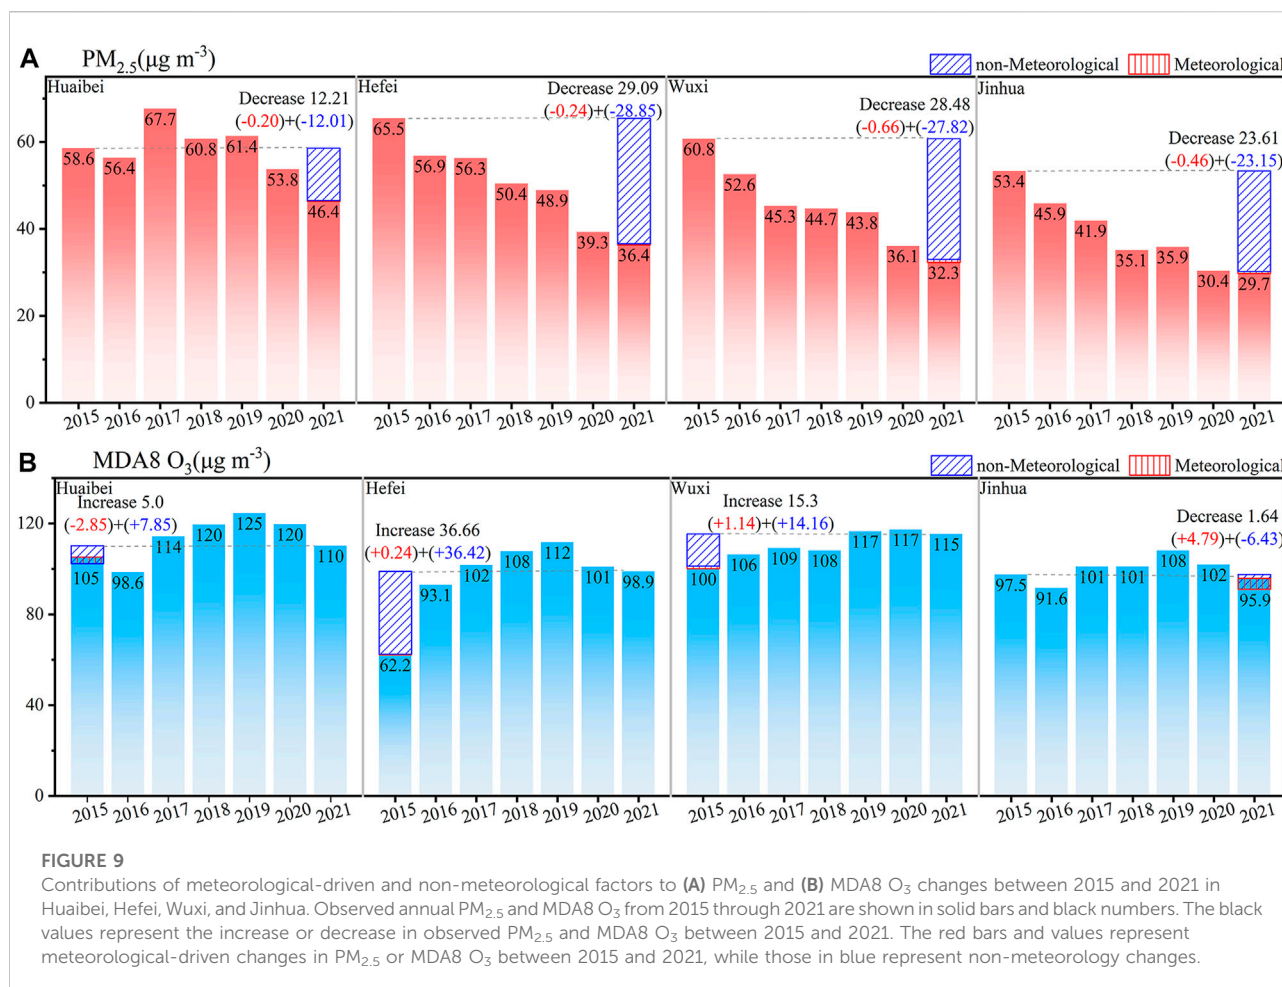 A PM2.5(μg m-3)
non-Meteorological Meteorological
Huaibei Hefei Wuxi Jinhua
Decrease 12.21
(-0.20)+(-12.01)
Decrease 29.09
(-0.24)+(-28.85)
Decrease 28.48
(-0.66)+(-27.82)
Decrease 23.61
(-0.46)+(-23.15)
60
40
20
0
58.6 56.4 67.7 60.8 61.4 53.8 46.4
65.5 56.9 56.3 50.4 48.9 39.3 36.4
60.8 52.6 45.3 44.7 43.8 36.1 32.3
53.4 45.9 41.9 35.1 35.9 30.4 29.7
2015 2016 2017 2018 2019 2020 2021
2015 2016 2017 2018 2019 2020 2021
2015 2016 2017 2018 2019 2020 2021
2015 2016 2017 2018 2019 2020 2021
B MDA8 O3(μg m-3)
non-Meteorological Meteorological
Huaibei Hefei Wuxi Jinhua
Increase 5.0
(-2.85)+(+7.85)
Increase 36.66
(+0.24)+(+36.42)
Increase 15.3
(+1.14)+(+14.16)
Decrease 1.64
(+4.79)+(-6.43)
120
80
40
0
105 98.6 114 120 125 120 110
62.2 93.1 102 108 112 101 98.9
100 106 109 108 117 117 115
97.5 91.6 101 101 108 102 95.9
2015 2016 2017 2018 2019 2020 2021
2015 2016 2017 2018 2019 2020 2021
2015 2016 2017 2018 2019 2020 2021
2015 2016 2017 2018 2019 2020 2021
FIGURE 9
Contributions of meteorological-driven and non-meteorological factors to (A) PM2.5 and (B) MDA8 O3 changes between 2015 and 2021 in
Huaibei, Hefei, Wuxi, and Jinhua. Observed annual PM2.5 and MDA8 O3 from 2015 through 2021 are shown in solid bars and black numbers. The black
values represent the increase or decrease in observed PM2.5 and MDA8 O3 between 2015 and 2021. The red bars and values represent
meteorological-driven changes in PM2.5 or MDA8 O3 between 2015 and 2021, while those in blue represent non-meteorology changes.